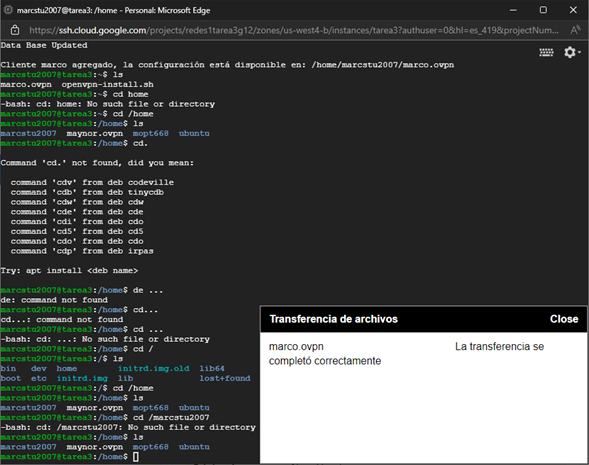 marcstu2007@tarea3: /home - Personal: Microsoft Edge
https://ssh.cloud.google.com/projects/redes1tarea3g12/zones/us-west4-b/instances/tarea3?authuser=0&hl=es_419&projectNum...
Data Base Updated
Cliente marco agregado, la configuración está disponible en: /home/marcstu2007/marco.ovpn
marcstu2007@tarea3:~$ ls
marco.ovpn  openvpn-install.sh
marcstu2007@tarea3:~$ cd home
-bash: cd: home: No such file or directory
marcstu2007@tarea3:~$ cd /home
marcstu2007@tarea3:/home$ ls
marcstu2007  maynor.ovpn  mopt668  ubuntu
marcstu2007@tarea3:/home$ cd.
Command 'cd.' not found, did you mean:
command 'cdv' from deb codeville
command 'cdb' from deb tinycdb
command 'cdw' from deb cdw
command 'cde' from deb cde
command 'cdi' from deb cdo
command 'cd5' from deb cd5
command 'cdo' from deb cdo
command 'cdp' from deb irpas
Try: apt install <deb name>
marcstu2007@tarea3:/home$ de ...
de: command not found
marcstu2007@tarea3:/home$ cd...
cd...: command not found
marcstu2007@tarea3:/home$ cd ...
-bash: cd: ...: No such file or directory
marcstu2007@tarea3:/home$ cd /
marcstu2007@tarea3:/$ ls
bin   dev  home        initrd.img.old  lib64
boot  etc  initrd.img  lib             lost+found
marcstu2007@tarea3:/$ cd /home
marcstu2007@tarea3:/home$ ls
marcstu2007  maynor.ovpn  mopt668  ubuntu
marcstu2007@tarea3:/home$ cd /marcstu2007
-bash: cd: /marcstu2007: No such file or directory
marcstu2007@tarea3:/home$ ls
marcstu2007  maynor.ovpn  mopt668  ubuntu
marcstu2007@tarea3:/home$
Transferencia de archivos Close
marco.ovpn La transferencia se
completó correctamente